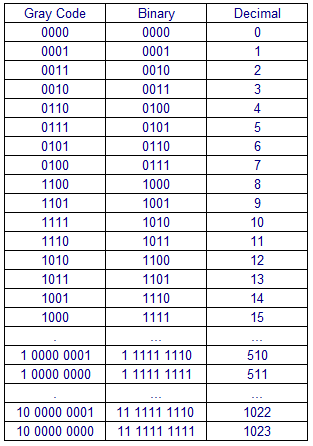 Gray Code Binary Decimal
0000 0000 0
0001 0001 1
0011 0010 2
0010 0011 3
0110 0100 4
0111 0101 5
0101 0110 6
0100 0111 7
1100 1000 8
1101 1001 9
1111 1010 10
1110 1011 11
1010 1100 12
1011 1101 13
1001 1110 14
1000 1111 15
. ... ...
1 0000 0001 1 1111 1110 510
1 0000 0000 1 1111 1111 511
. ... ...
10 0000 0001 11 1111 1110 1022
10 0000 0000 11 1111 1111 1023